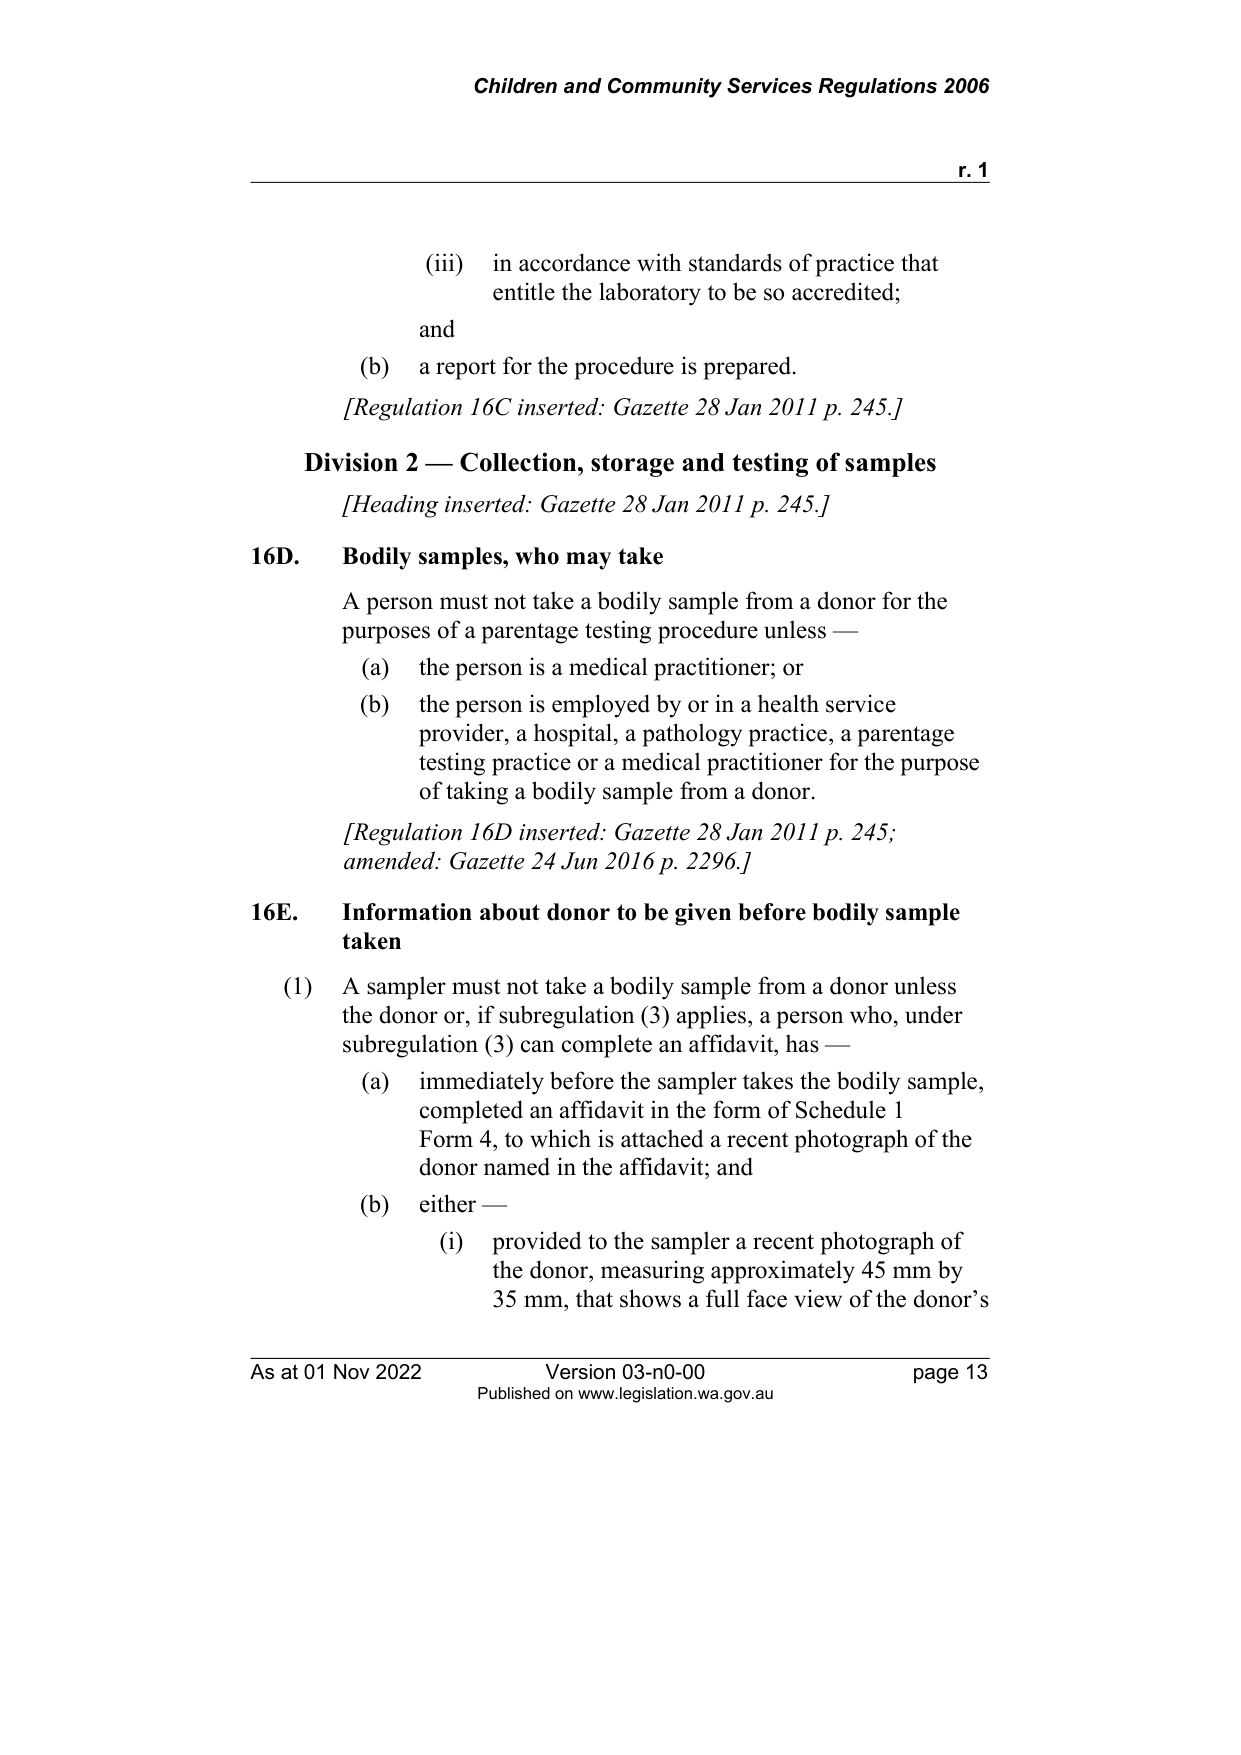 Children and Community Services Regulations 2006
r. 1
(iii) in accordance with standards of practice that
entitle the laboratory to be so accredited;
and
(b) a report for the procedure is prepared.
[Regulation 16C inserted: Gazette 28 Jan 2011 p. 245.]
Division 2 — Collection, storage and testing of samples
[Heading inserted: Gazette 28 Jan 2011 p. 245.]
16D. Bodily samples, who may take
A person must not take a bodily sample from a donor for the
purposes of a parentage testing procedure unless —
(a) the person is a medical practitioner; or
(b) the person is employed by or in a health service
provider, a hospital, a pathology practice, a parentage
testing practice or a medical practitioner for the purpose
of taking a bodily sample from a donor.
[Regulation 16D inserted: Gazette 28 Jan 2011 p. 245;
amended: Gazette 24 Jun 2016 p. 2296.]
16E. Information about donor to be given before bodily sample
taken
(1) A sampler must not take a bodily sample from a donor unless
the donor or, if subregulation (3) applies, a person who, under
subregulation (3) can complete an affidavit, has —
(a) immediately before the sampler takes the bodily sample,
completed an affidavit in the form of Schedule 1
Form 4, to which is attached a recent photograph of the
donor named in the affidavit; and
(b) either —
(i) provided to the sampler a recent photograph of
the donor, measuring approximately 45 mm by
35 mm, that shows a full face view of the donor’s
As at 01 Nov 2022 Version 03-n0-00 page 13
Published on www.legislation.wa.gov.au